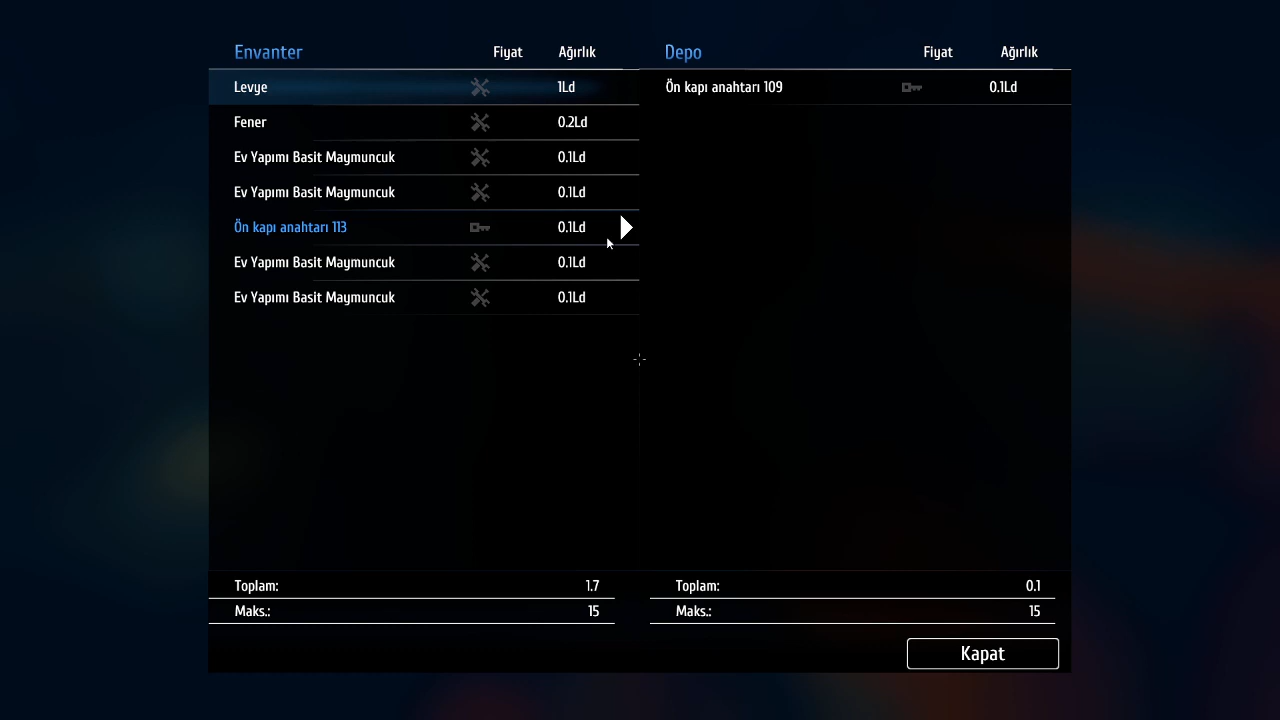 Envanter Fiyat Ağırlık
Levye 1Ld
Fener 0.2Ld
Ev Yapımı Basit Maymuncuk 0.1Ld
Ev Yapımı Basit Maymuncuk 0.1Ld
Ön kapı anahtarı 113 0.1Ld
Ev Yapımı Basit Maymuncuk 0.1Ld
Ev Yapımı Basit Maymuncuk 0.1Ld
Toplam: 1.7
Maks.: 15
Depo Fiyat Ağırlık
Ön kapı anahtarı 109 0.1Ld
Toplam: 0.1
Maks.: 15
Kapat